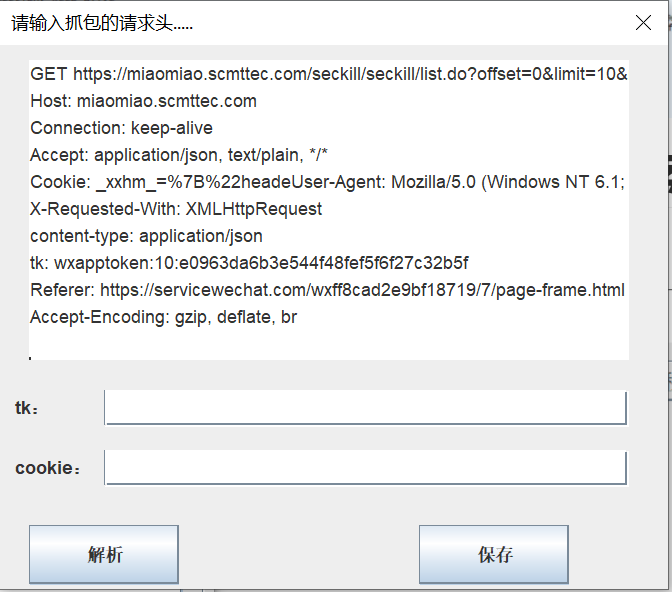 请输入抓包的请求头.....
GET https://miaomiao.scmttec.com/seckill/seckill/list.do?offset=0&limit=10&
Host: miaomiao.scmttec.com
Connection: keep-alive
Accept: application/json, text/plain, */*
Cookie: _xxhm_=%7B%22headeUser-Agent: Mozilla/5.0 (Windows NT 6.1;
X-Requested-With: XMLHttpRequest
content-type: application/json
tk: wxapptoken:10:e0963da6b3e544f48fef5f6f27c32b5f
Referer: https://servicewechat.com/wxff8cad2e9bf18719/7/page-frame.html
Accept-Encoding: gzip, deflate, br
tk：
cookie：
解析
保存